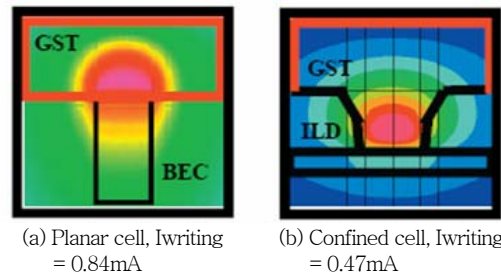 GST
BEC
GST
ILD
(a) Planar cell, Iwriting
= 0.84mA
(b) Confined cell, Iwriting
= 0.47mA